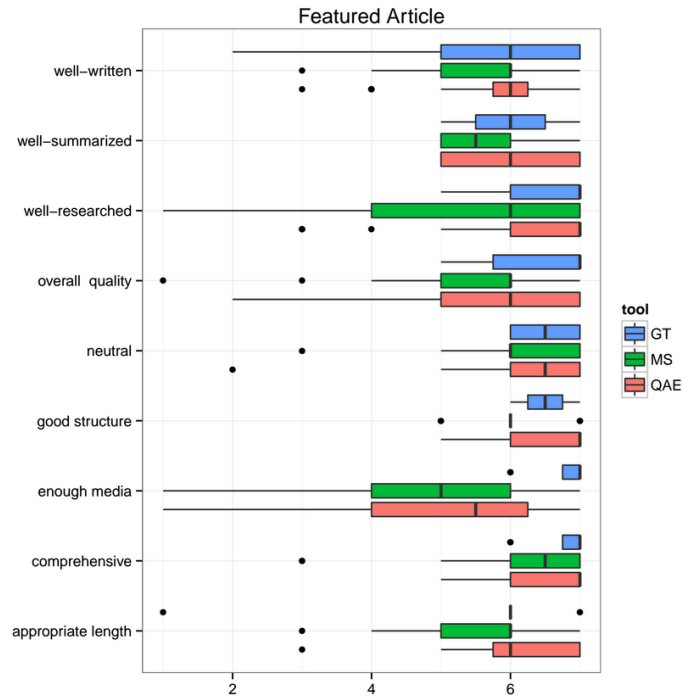 Featured Article
well−written
well−summarized
well−researched
overall  quality
neutral
good structure
enough media
comprehensive
appropriate length
tool
GT
MS
QAE
2
4
6